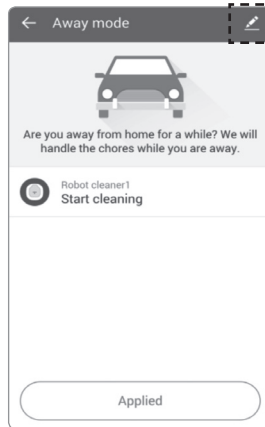 Away mode
Are you away from home for a while? We will
handle the chores while you are away.
Robot cleaner1
Start cleaning
Applied